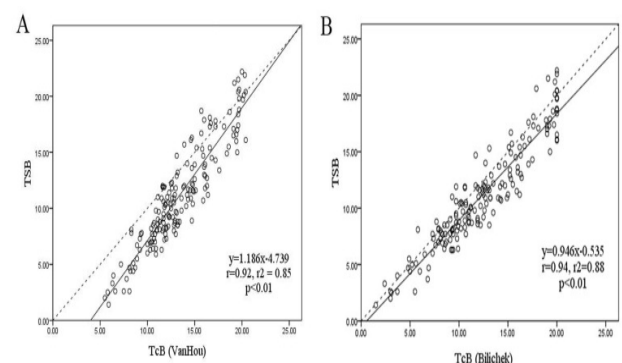 A
25.00
20.00
15.00
10.00
5.00
0.00
TSB
y=1.186x-4.739
r=0.92, r2 = 0.85
p<0.01
0.00 5.00 10.00 15.00 20.00 25.00
TcB (VanHou)
B
25.00
20.00
15.00
10.00
5.00
0.00
TSB
y=0.946x-0.535
r=0.94, r2=0.88
p<0.01
0.00 5.00 10.00 15.00 20.00 25.00
TcB (Bilichek)